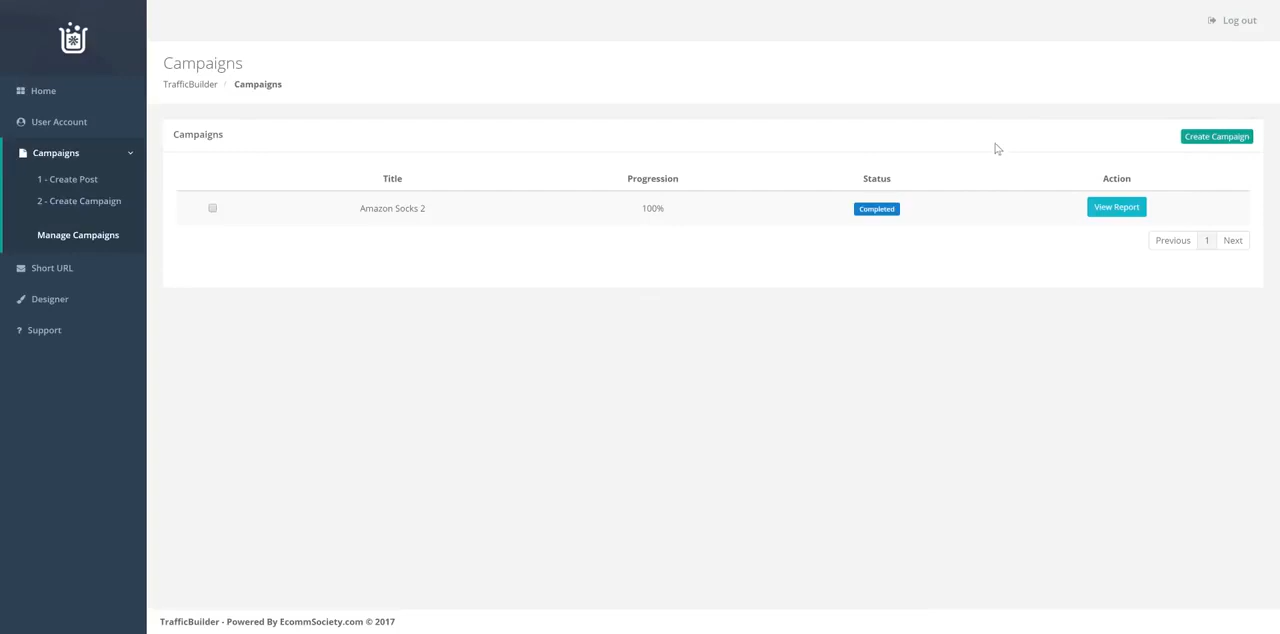 Log out
Campaigns
TrafficBuilder / Campaigns
Home
User Account
Campaigns
1 - Create Post
2 - Create Campaign
Manage Campaigns
Short URL
Designer
? Support
Campaigns
Create Campaign
Title Progression Status Action
Amazon Socks 2 100% Completed View Report
Previous 1 Next
TrafficBuilder - Powered By EcommSociety.com © 2017